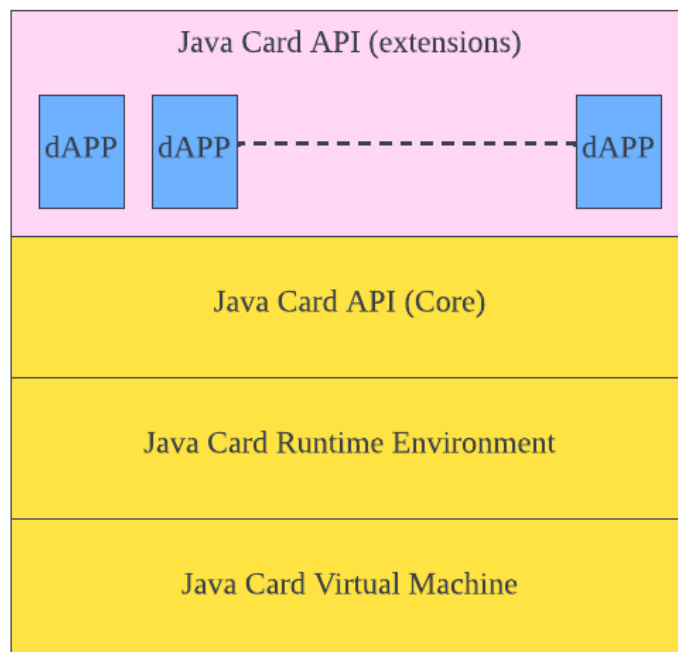 Java Card API (extensions)
dAPP dAPP dAPP
Java Card API (Core)
Java Card Runtime Environment
Java Card Virtual Machine